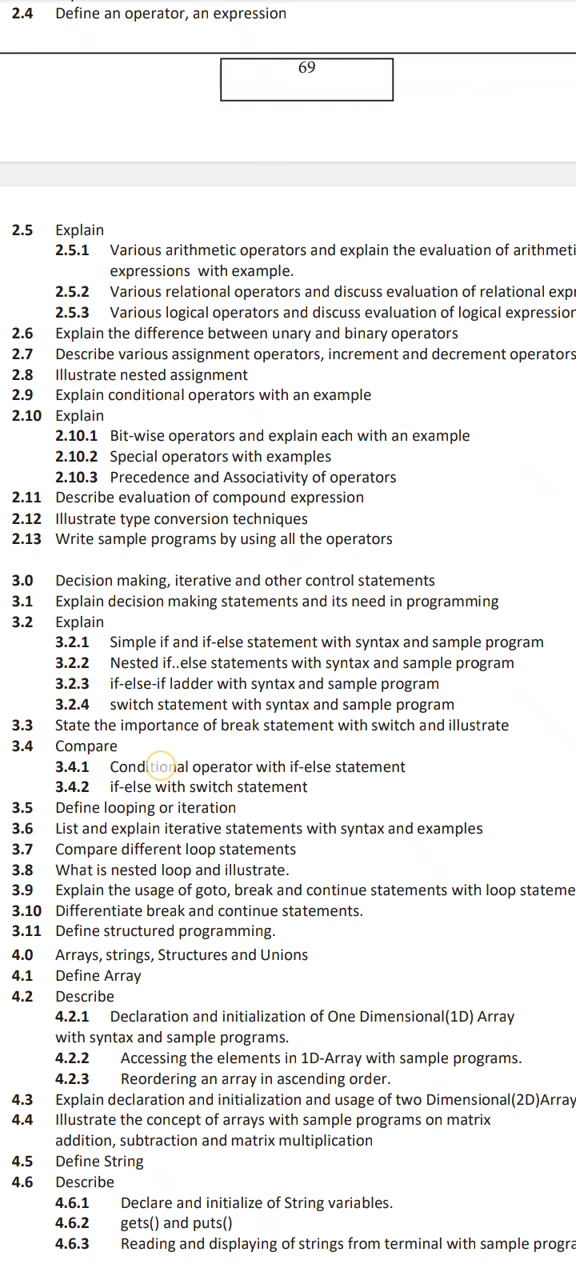 2.4 Define an operator, an expression
69
2.5 Explain
2.5.1 Various arithmetic operators and explain the evaluation of arithmeti
expressions with example.
2.5.2 Various relational operators and discuss evaluation of relational exp
2.5.3 Various logical operators and discuss evaluation of logical expression
2.6 Explain the difference between unary and binary operators
2.7 Describe various assignment operators, increment and decrement operators
2.8 Illustrate nested assignment
2.9 Explain conditional operators with an example
2.10 Explain
2.10.1 Bit-wise operators and explain each with an example
2.10.2 Special operators with examples
2.10.3 Precedence and Associativity of operators
2.11 Describe evaluation of compound expression
2.12 Illustrate type conversion techniques
2.13 Write sample programs by using all the operators
3.0 Decision making, iterative and other control statements
3.1 Explain decision making statements and its need in programming
3.2 Explain
3.2.1 Simple if and if-else statement with syntax and sample program
3.2.2 Nested if..else statements with syntax and sample program
3.2.3 if-else-if ladder with syntax and sample program
3.2.4 switch statement with syntax and sample program
3.3 State the importance of break statement with switch and illustrate
3.4 Compare
3.4.1 Conditional operator with if-else statement
3.4.2 if-else with switch statement
3.5 Define looping or iteration
3.6 List and explain iterative statements with syntax and examples
3.7 Compare different loop statements
3.8 What is nested loop and illustrate.
3.9 Explain the usage of goto, break and continue statements with loop stateme
3.10 Differentiate break and continue statements.
3.11 Define structured programming.
4.0 Arrays, strings, Structures and Unions
4.1 Define Array
4.2 Describe
4.2.1 Declaration and initialization of One Dimensional(1D) Array
with syntax and sample programs.
4.2.2 Accessing the elements in 1D-Array with sample programs.
4.2.3 Reordering an array in ascending order.
4.3 Explain declaration and initialization and usage of two Dimensional(2D)Array
4.4 Illustrate the concept of arrays with sample programs on matrix
addition, subtraction and matrix multiplication
4.5 Define String
4.6 Describe
4.6.1 Declare and initialize of String variables.
4.6.2 gets() and puts()
4.6.3 Reading and displaying of strings from terminal with sample progra